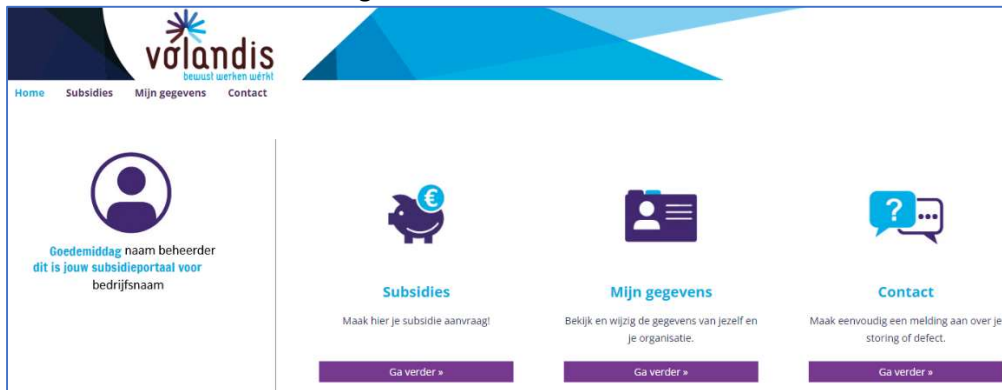 volandis
bewust werken wérkt
Home Subsidies Mijn gegevens Contact
Goedemiddag naam beheerder
dit is jouw subsidieportaal voor
bedrijfsnaam
€
Subsidies
Maak hier je subsidie aanvraag!
Ga verder »
Mijn gegevens
Bekijk en wijzig de gegevens van jezelf en
je organisatie.
Ga verder »
?
Contact
Maak eenvoudig een melding aan over je
storing of defect.
Ga verder »